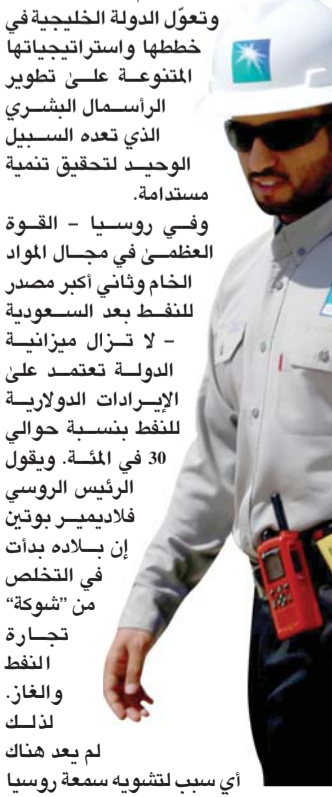 وتعوّل الدولة الخليجية في
خططها واستراتيجياتها
المتنوعة على تطوير
الرأسمال البشري
الذي تعده السبيل
الوحيد لتحقيق تنمية
مستدامة.
وفي روسيا – القوة
العظمى في مجال المواد
الخام وثاني أكبر مصدر
للنفط بعد السعودية
– لا تزال ميزانية
الدولة تعتمد على
الإيرادات الدولارية
للنفط بنسبة حوالي
30 في المئة. ويقول
الرئيس الروسي
فلاديمير بوتين
إن بلاده بدأت
في التخلص
من “شوكة”
تجارة
النفط
والغاز.
لذلك
لم يعد هناك
أي سبب لتشويه سمعة روسيا